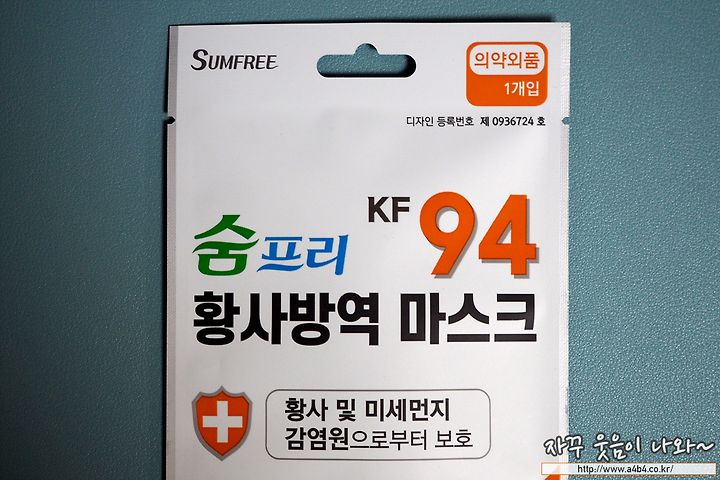 SUMFREE
의약외품
1개입
디자인 등록번호 제 0936724 호
KF 94
숨프리
황사방역 마스크
황사 및 미세먼지
감염원으로부터 보호
자꾸 웃음이 나와~
http://www.a4b4.co.kr/